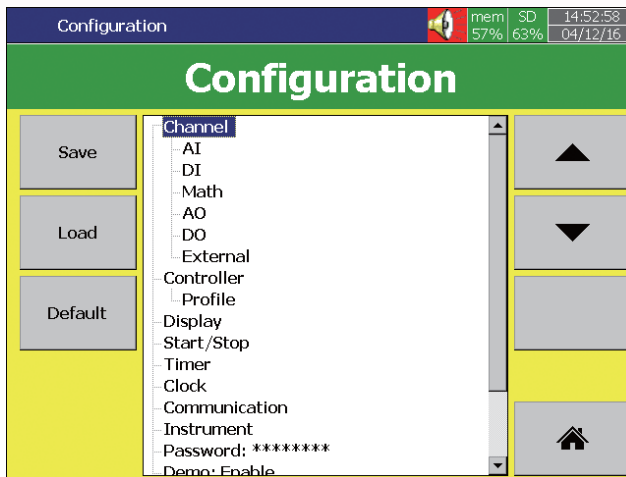 Configuration
mem SD 14:52:58
57% 63% 04/12/16
Configuration
Save
Load
Default
Channel
AI
DI
Math
AO
DO
External
Controller
Profile
Display
Start/Stop
Timer
Clock
Communication
Instrument
Password: ********
Demo: Enable